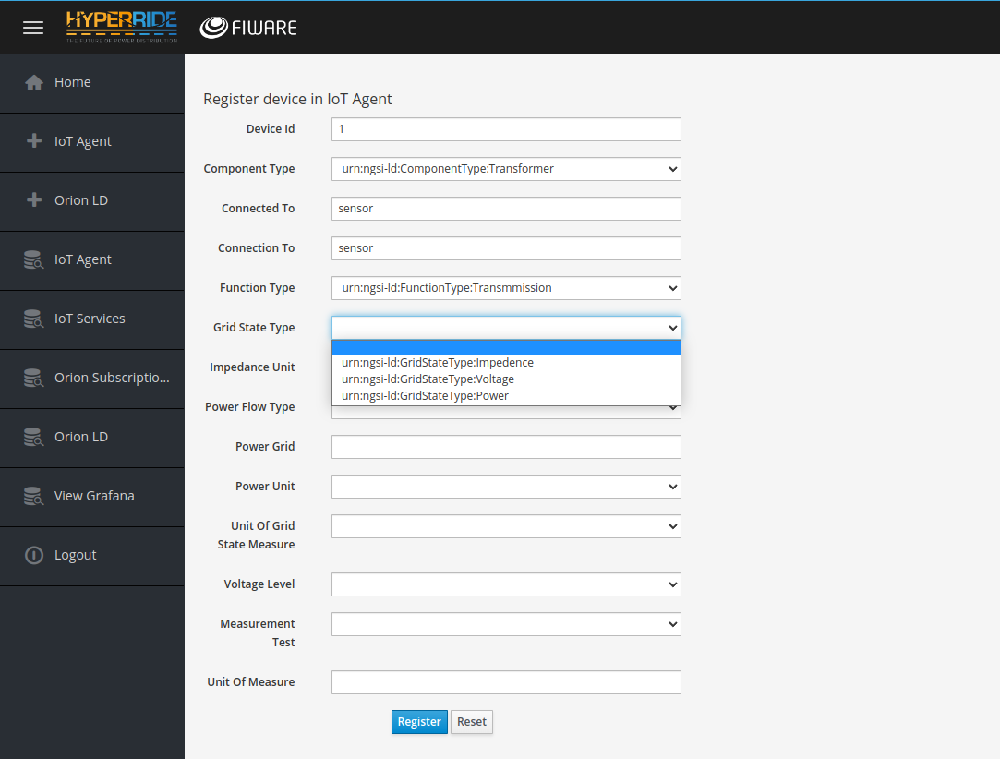 HYPERRIDE
THE FUTURE OF POWER DISTRIBUTION
FIWARE
Home
IoT Agent
Orion LD
IoT Agent
IoT Services
Orion Subscriptio...
Orion LD
View Grafana
Logout
Register device in IoT Agent
Device Id
1
Component Type
urn:ngsi-ld:ComponentType:Transformer
Connected To
sensor
Connection To
sensor
Function Type
urn:ngsi-ld:FunctionType:Transmmission
Grid State Type
urn:ngsi-ld:GridStateType:Impedence
urn:ngsi-ld:GridStateType:Voltage
urn:ngsi-ld:GridStateType:Power
Impedance Unit
Power Flow Type
Power Grid
Power Unit
Unit Of Grid
State Measure
Voltage Level
Measurement
Test
Unit Of Measure
Register
Reset